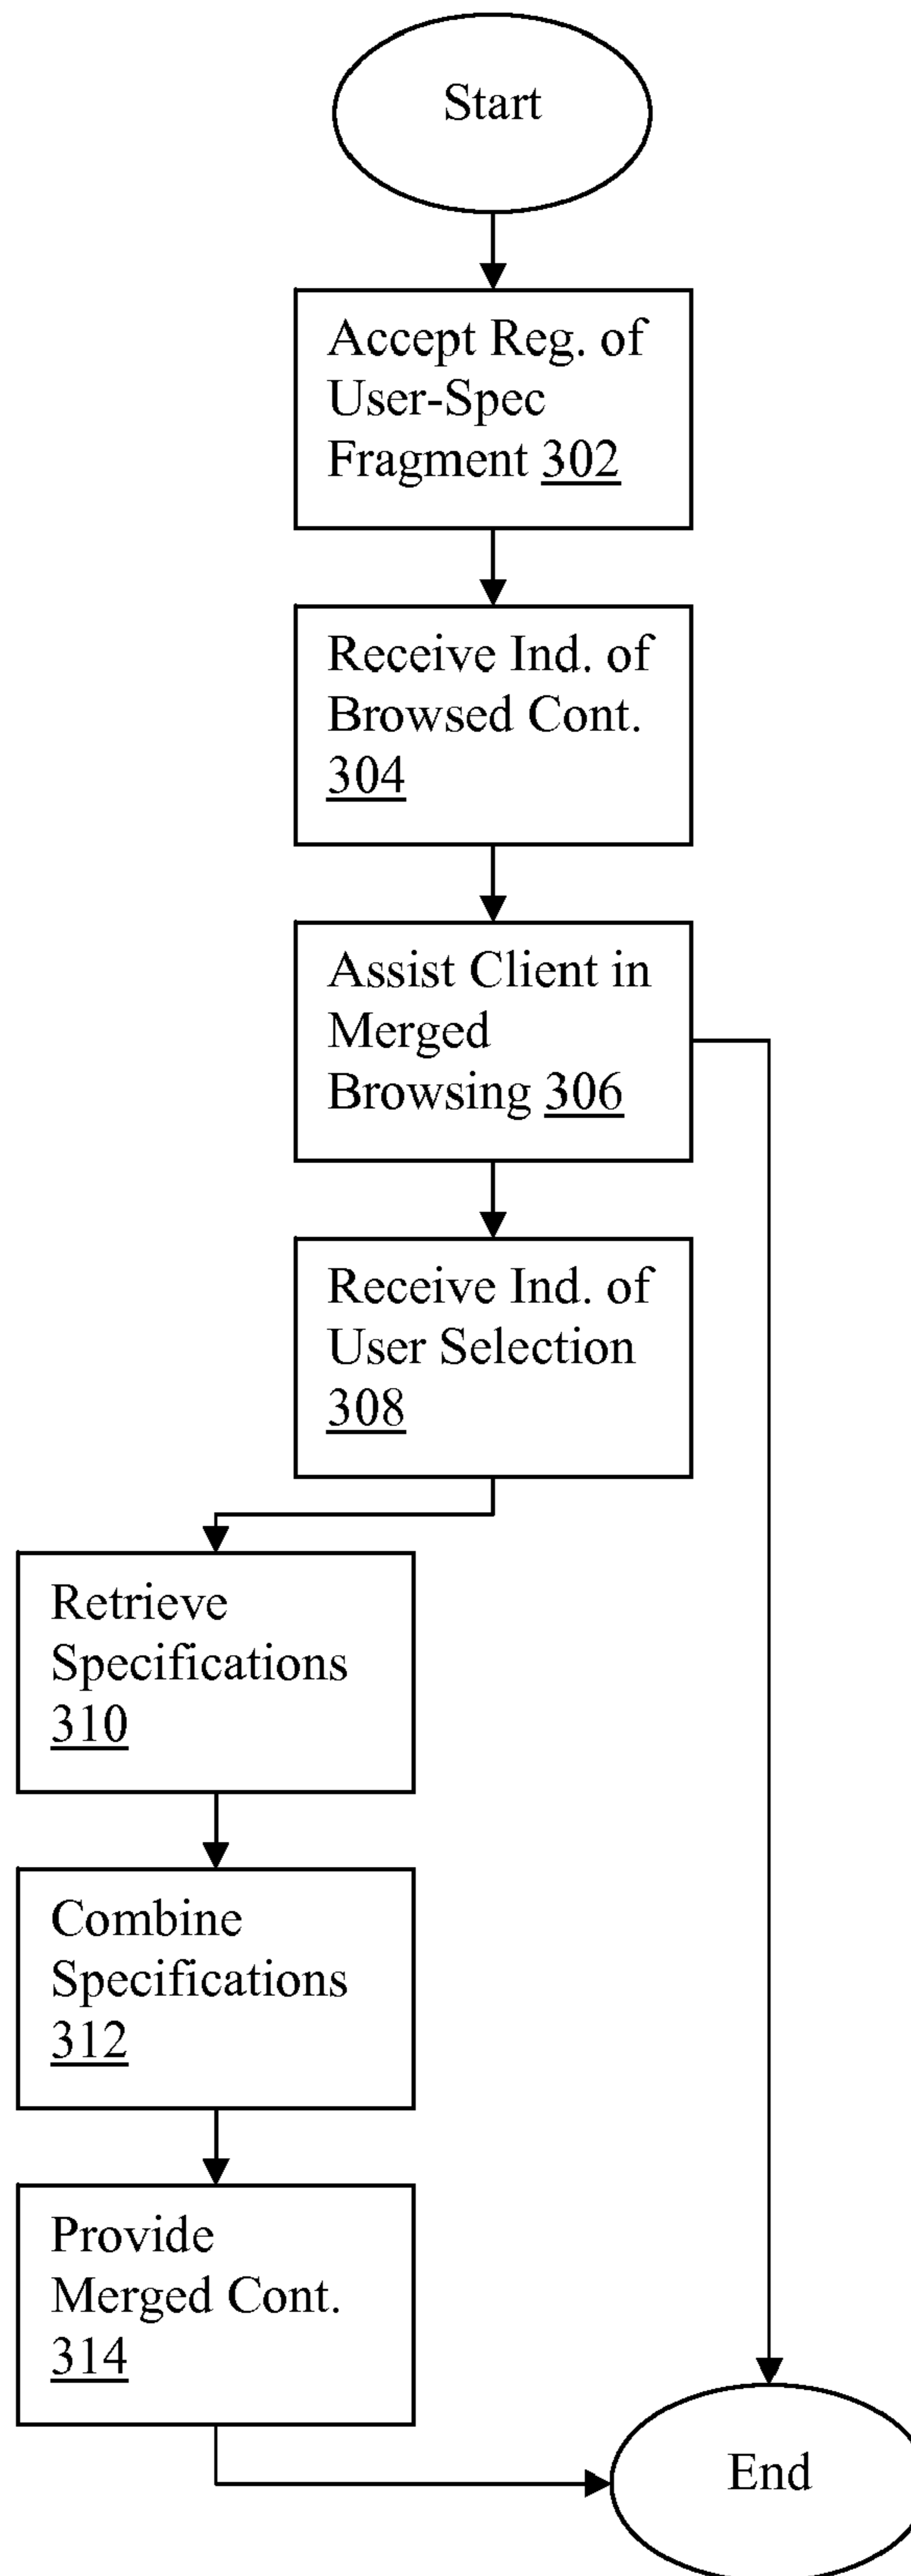 Start
Accept Reg. of
User-Spec
Fragment 302
Receive Ind. of
Browsed Cont.
304
Assist Client in
Merged
Browsing 306
Receive Ind. of
User Selection
308
Retrieve
Specifications
310
Combine
Specifications
312
Provide
Merged Cont.
314
End